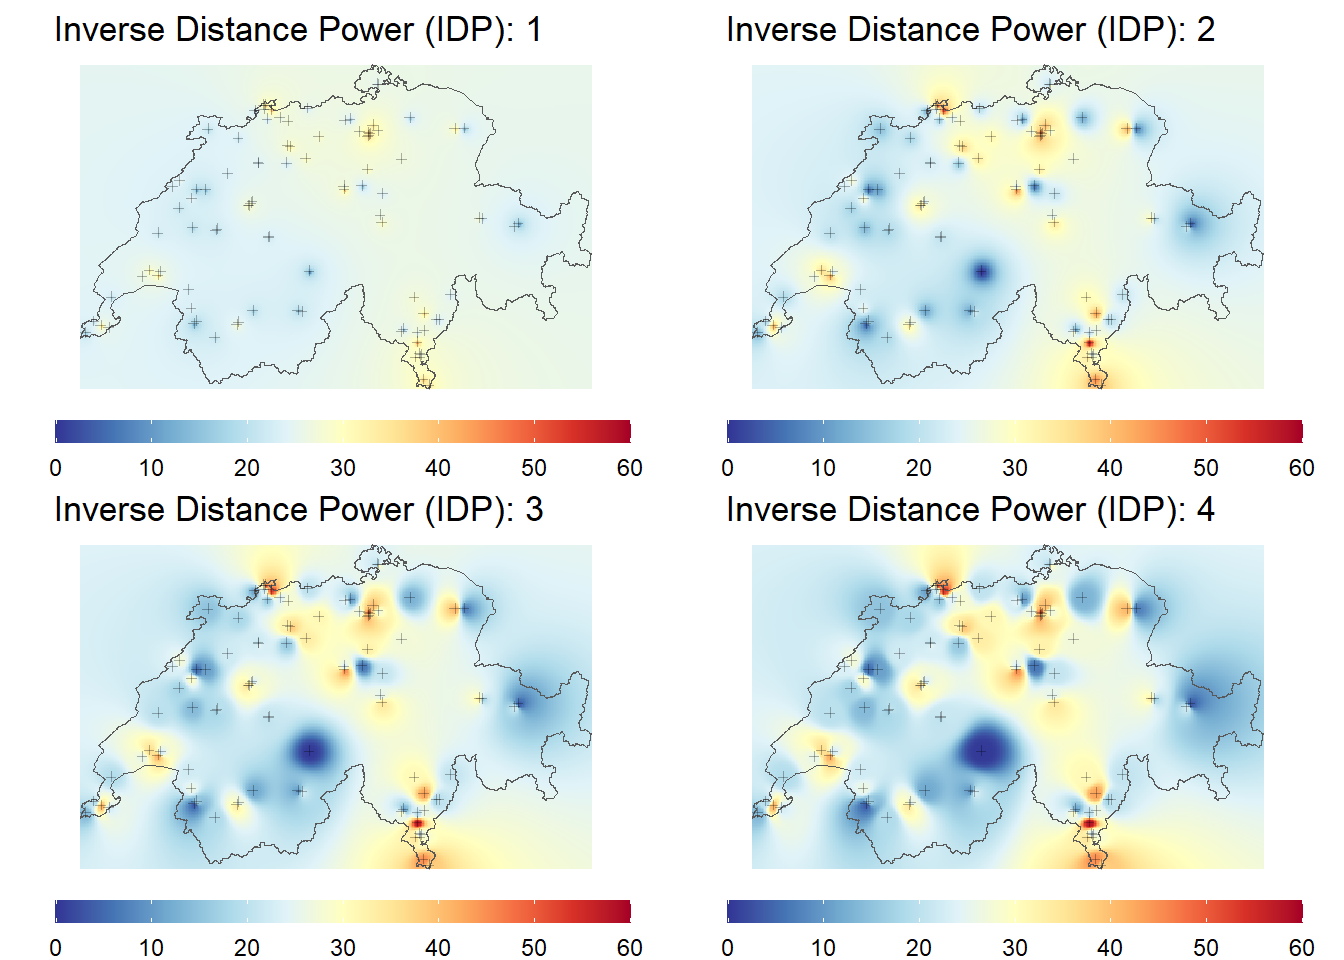 Inverse Distance Power (IDP): 1
0 10 20 30 40 50 60
Inverse Distance Power (IDP): 2
0 10 20 30 40 50 60
Inverse Distance Power (IDP): 3
0 10 20 30 40 50 60
Inverse Distance Power (IDP): 4
0 10 20 30 40 50 60